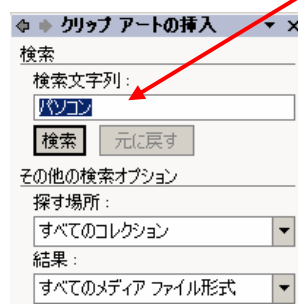 クリップ アートの挿入
検索
検索文字列:
パソコン
検索 元に戻す
その他の検索オプション
探す場所:
すべてのコレクション
結果:
すべてのメディア ファイル形式